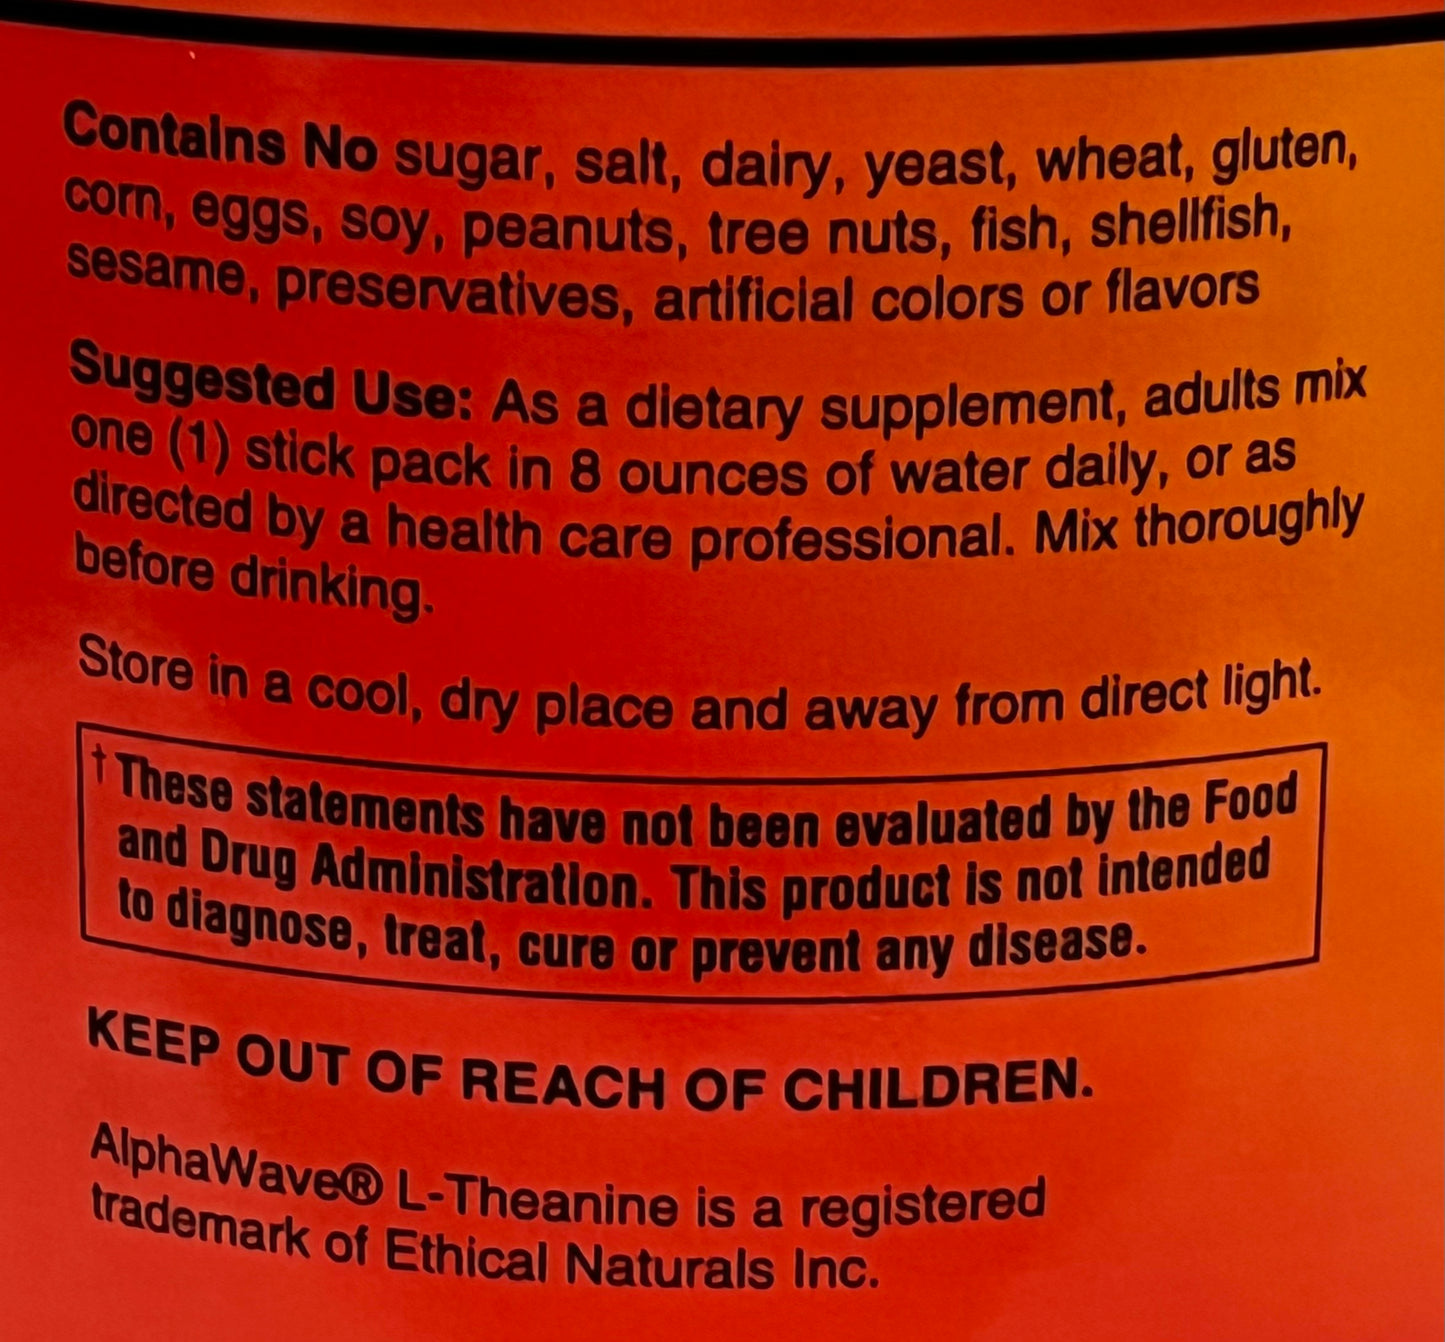 Contains No sugar, salt, dairy, yeast, wheat, gluten,
corn, eggs, soy, peanuts, tree nuts, fish, shellfish,
sesame, preservatives, artificial colors or flavors
Suggested Use: As a dietary supplement, adults mix
one (1) stick pack in 8 ounces of water daily, or as
directed by a health care professional. Mix thoroughly
before drinking.
Store in a cool, dry place and away from direct light.
† These statements have not been evaluated by the Food
and Drug Administration. This product is not intended
to diagnose, treat, cure or prevent any disease.
KEEP OUT OF REACH OF CHILDREN.
AlphaWave® L-Theanine is a registered
trademark of Ethical Naturals Inc.